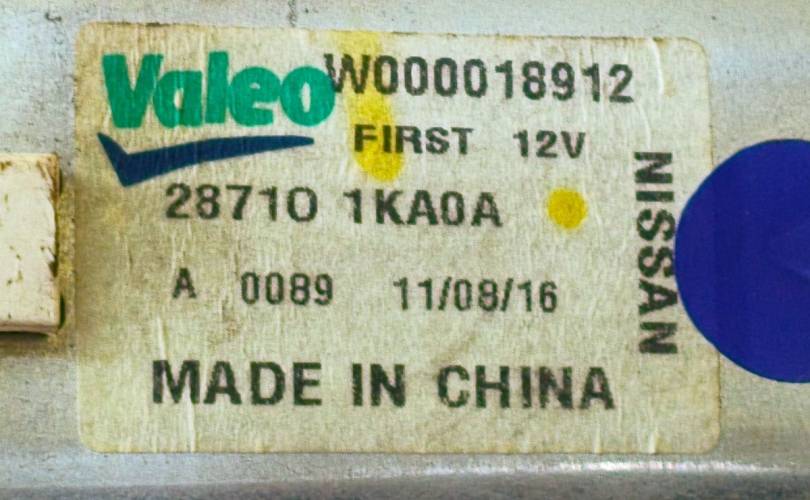 Valeo W000018912
FIRST 12V
28710 1KA0A
A 0089 11/08/16
MADE IN CHINA
NISSAN